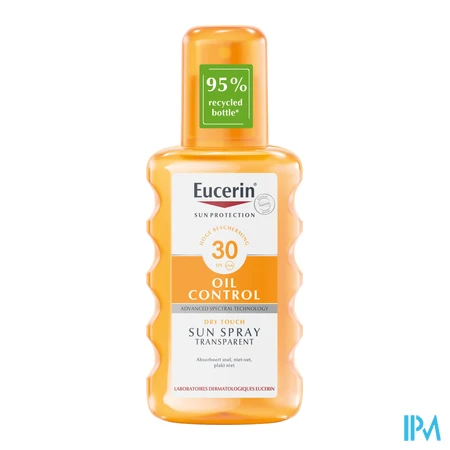 95%
recycled
bottle*
Eucerin®
SUN PROTECTION
HOGE BESCHERMING
30
SPF
OIL
CONTROL
ADVANCED SPECTRAL TECHNOLOGY
DRY TOUCH
SUN SPRAY
TRANSPARENT
Absorbeert snel, niet-vet,
plakt niet
LABORATOIRES DERMATOLOGIQUES EUCERIN
IPM